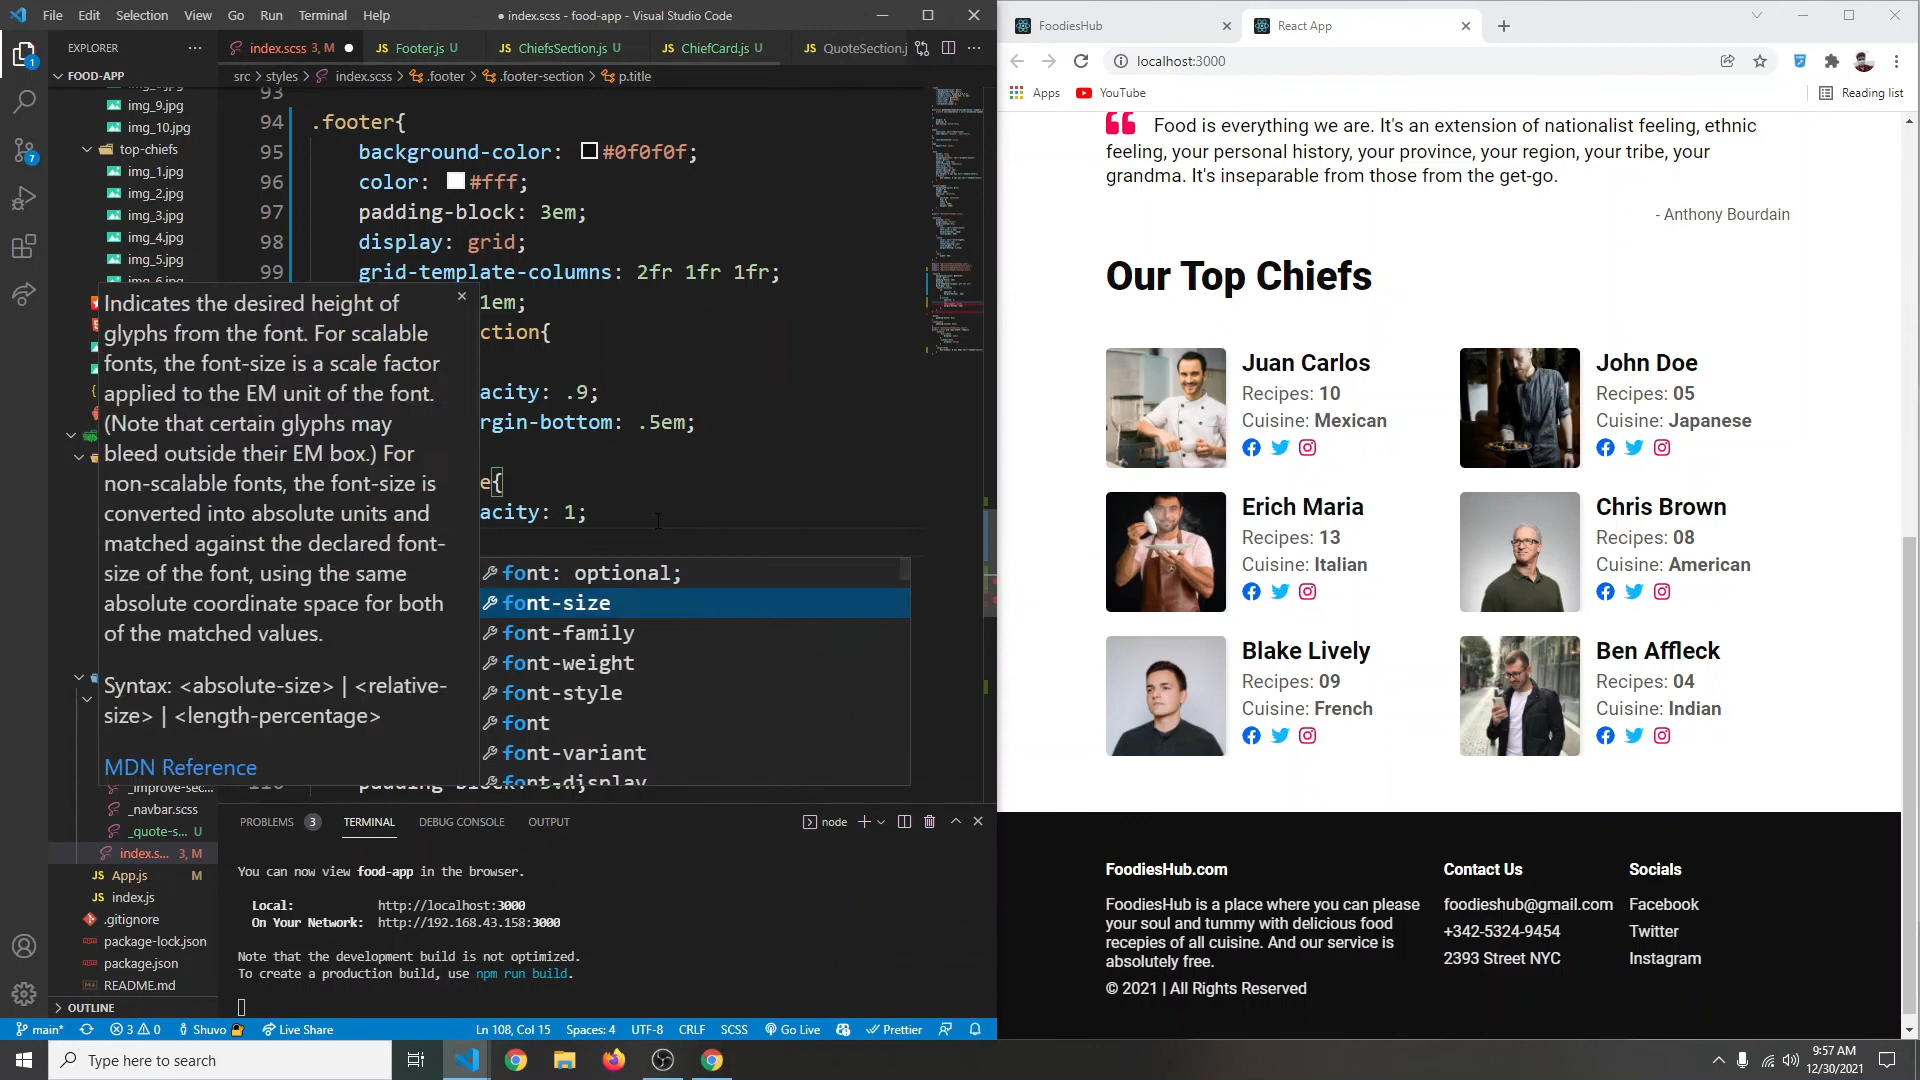 File Edit Selection View Go Run Terminal Help
● index.scss - food-app - Visual Studio Code
EXPLORER
index.scss 3, M
JS Footer.js U
JS ChiefsSection.js U
JS ChiefCard.js U
JS QuoteSection.j
FOOD-APP
src > styles > index.scss > .footer > .footer-section > p.title
img_9.jpg
img_10.jpg
top-chiefs
img_1.jpg
img_2.jpg
img_3.jpg
img_4.jpg
img_5.jpg
img_6.jpg
93
94 .footer{
95 background-color: #0f0f0f;
96 color: #fff;
97 padding-block: 3em;
98 display: grid;
99 grid-template-columns: 2fr 1fr 1fr;
1em;
ction{
acity: .9;
rgin-bottom: .5em;
e{
acity: 1;
Indicates the desired height of
glyphs from the font. For scalable
fonts, the font-size is a scale factor
applied to the EM unit of the font.
(Note that certain glyphs may
bleed outside their EM box.) For
non-scalable fonts, the font-size is
converted into absolute units and
matched against the declared font-
size of the font, using the same
absolute coordinate space for both
of the matched values.
Syntax: <absolute-size> | <relative-
size> | <length-percentage>
MDN Reference
font: optional;
font-size
font-family
font-weight
font-style
font
font-variant
font-display
_improve-sec...
_navbar.scss
_quote-s... U
index.s... 3, M
JS App.js M
JS index.js
.gitignore
package-lock.json
package.json
README.md
OUTLINE
PROBLEMS 3 TERMINAL DEBUG CONSOLE OUTPUT
node
You can now view food-app in the browser.
Local: http://localhost:3000
On Your Network: http://192.168.43.158:3000
Note that the development build is not optimized.
To create a production build, use npm run build.
main* 3 0 Shuvo Live Share
Ln 108, Col 15 Spaces: 4 UTF-8 CRLF SCSS Go Live Prettier
FoodiesHub
React App
localhost:3000
Apps YouTube
Reading list
Food is everything we are. It's an extension of nationalist feeling, ethnic
feeling, your personal history, your province, your region, your tribe, your
grandma. It's inseparable from those from the get-go.
- Anthony Bourdain
Our Top Chiefs
Juan Carlos
Recipes: 10
Cuisine: Mexican
John Doe
Recipes: 05
Cuisine: Japanese
Erich Maria
Recipes: 13
Cuisine: Italian
Chris Brown
Recipes: 08
Cuisine: American
Blake Lively
Recipes: 09
Cuisine: French
Ben Affleck
Recipes: 04
Cuisine: Indian
FoodiesHub.com
FoodiesHub is a place where you can please
your soul and tummy with delicious food
recepies of all cuisine. And our service is
absolutely free.
© 2021 | All Rights Reserved
Contact Us
foodieshub@gmail.com
+342-5324-9454
2393 Street NYC
Socials
Facebook
Twitter
Instagram
Type here to search
9:57 AM
12/30/2021